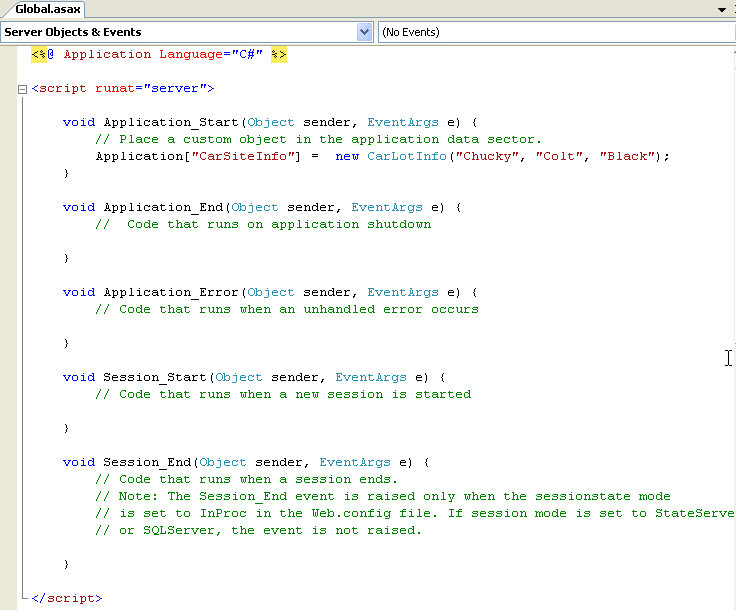 Global.asax
Server Objects & Events
(No Events)
<%@ Application Language="C#" %>
<script runat="server">
    void Application_Start(Object sender, EventArgs e) {
        // Place a custom object in the application data sector.
        Application["CarSiteInfo"] =  new CarLotInfo("Chucky", "Colt", "Black");
    }
    void Application_End(Object sender, EventArgs e) {
        //  Code that runs on application shutdown
    }
    void Application_Error(Object sender, EventArgs e) {
        // Code that runs when an unhandled error occurs
    }
    void Session_Start(Object sender, EventArgs e) {
        // Code that runs when a new session is started
    }
    void Session_End(Object sender, EventArgs e) {
        // Code that runs when a session ends.
        // Note: The Session_End event is raised only when the sessionstate mode
        // is set to InProc in the Web.config file. If session mode is set to StateServe
        // or SQLServer, the event is not raised.
    }
</script>